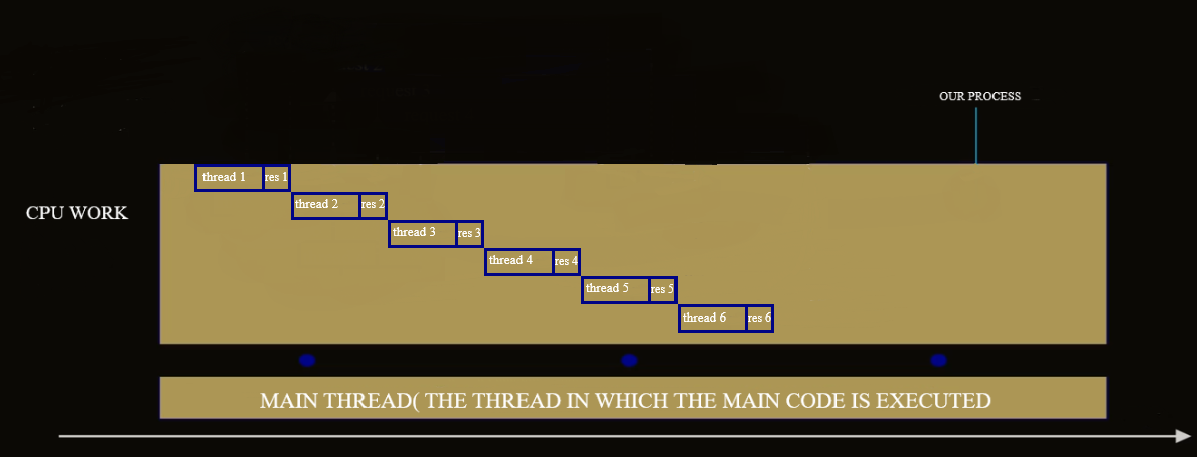 OUR PROCESS
thread 1 res 1
CPU WORK
thread 2 res 2
thread 3 res 3
thread 4 res 4
thread 5 res 5
thread 6 res 6
MAIN THREAD( THE THREAD IN WHICH THE MAIN CODE IS EXECUTED